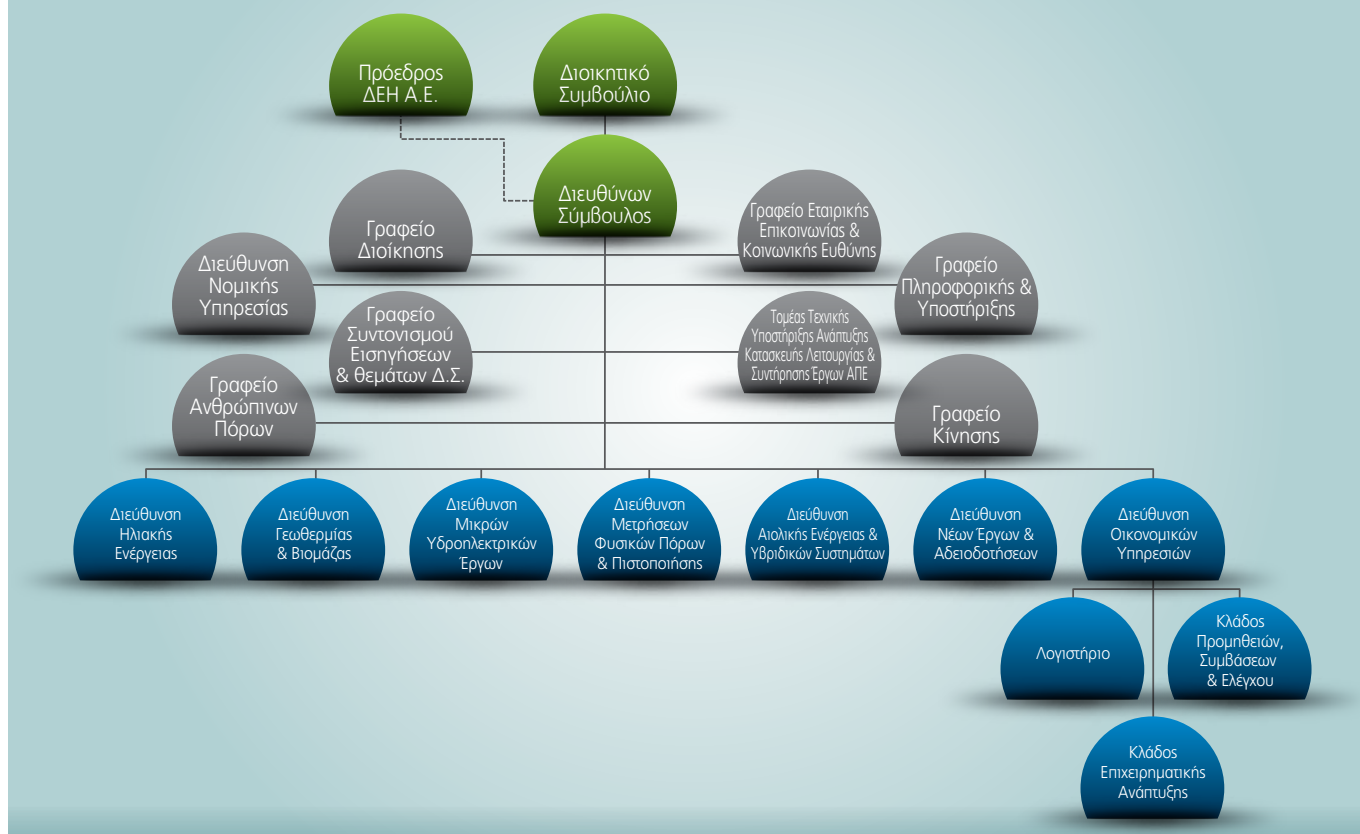 Πρόεδρος
ΔΕΗ Α.Ε.
Διοικητικό
Συμβούλιο
Διευθύνων
Σύμβουλος
Γραφείο
Διοίκησης
Γραφείο Εταιρικής
Επικοινωνίας &
Κοινωνικής Ευθύνης
Διεύθυνση
Νομικής
Υπηρεσίας
Γραφείο
Πληροφορικής &
Υποστήριξης
Γραφείο
Συντονισμού
Εισηγήσεων
& θεμάτων Δ.Σ.
Τομέας Τεχνικής
Υποστήριξης Ανάπτυξης
Κατασκευής Λειτουργίας &
Συντήρησης Έργων ΑΠΕ
Γραφείο
Ανθρώπινων
Πόρων
Γραφείο
Κίνησης
Διεύθυνση
Ηλιακής
Ενέργειας
Διεύθυνση
Γεωθερμίας
& Βιομάζας
Διεύθυνση
Μικρών
Υδροηλεκτρικών
Έργων
Διεύθυνση
Μετρήσεων
Φυσικών Πόρων
& Πιστοποίησης
Διεύθυνση
Αιολικής Ενέργειας &
Υβριδικών Συστημάτων
Διεύθυνση
Νέων Έργων &
Αδειοδοτήσεων
Διεύθυνση
Οικονομικών
Υπηρεσιών
Λογιστήριο
Κλάδος
Προμηθειών,
Συμβάσεων
& Ελέγχου
Κλάδος
Επιχειρηματικής
Ανάπτυξης